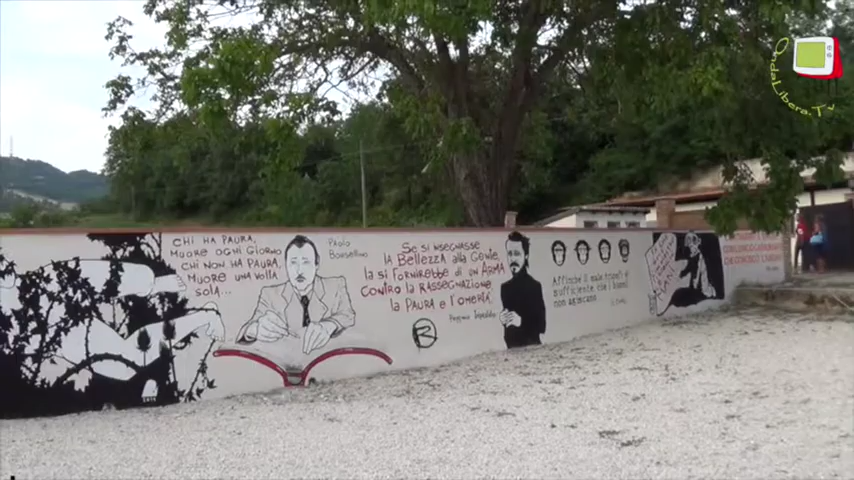 CHI HA PAURA,
MUORE OGNI GIORNO
CHI NON HA PAURA,
MUORE UNA VOLTA
SOLA...
PAOLO
BORSELLINO
SE SI INSEGNASSE
LA BELLEZZA ALLA GENTE,
LA SI FORNIREBBE DI UN'ARMA
CONTRO LA RASSEGNAZIONE,
LA PAURA E L'OMERTÀ
PEPPINO IMPASTATO
R
AFFINCHÉ IL MALE TRIONFI È
SUFFICIENTE CHE I BUONI
NON AGISCANO
OndaLibera.Tv